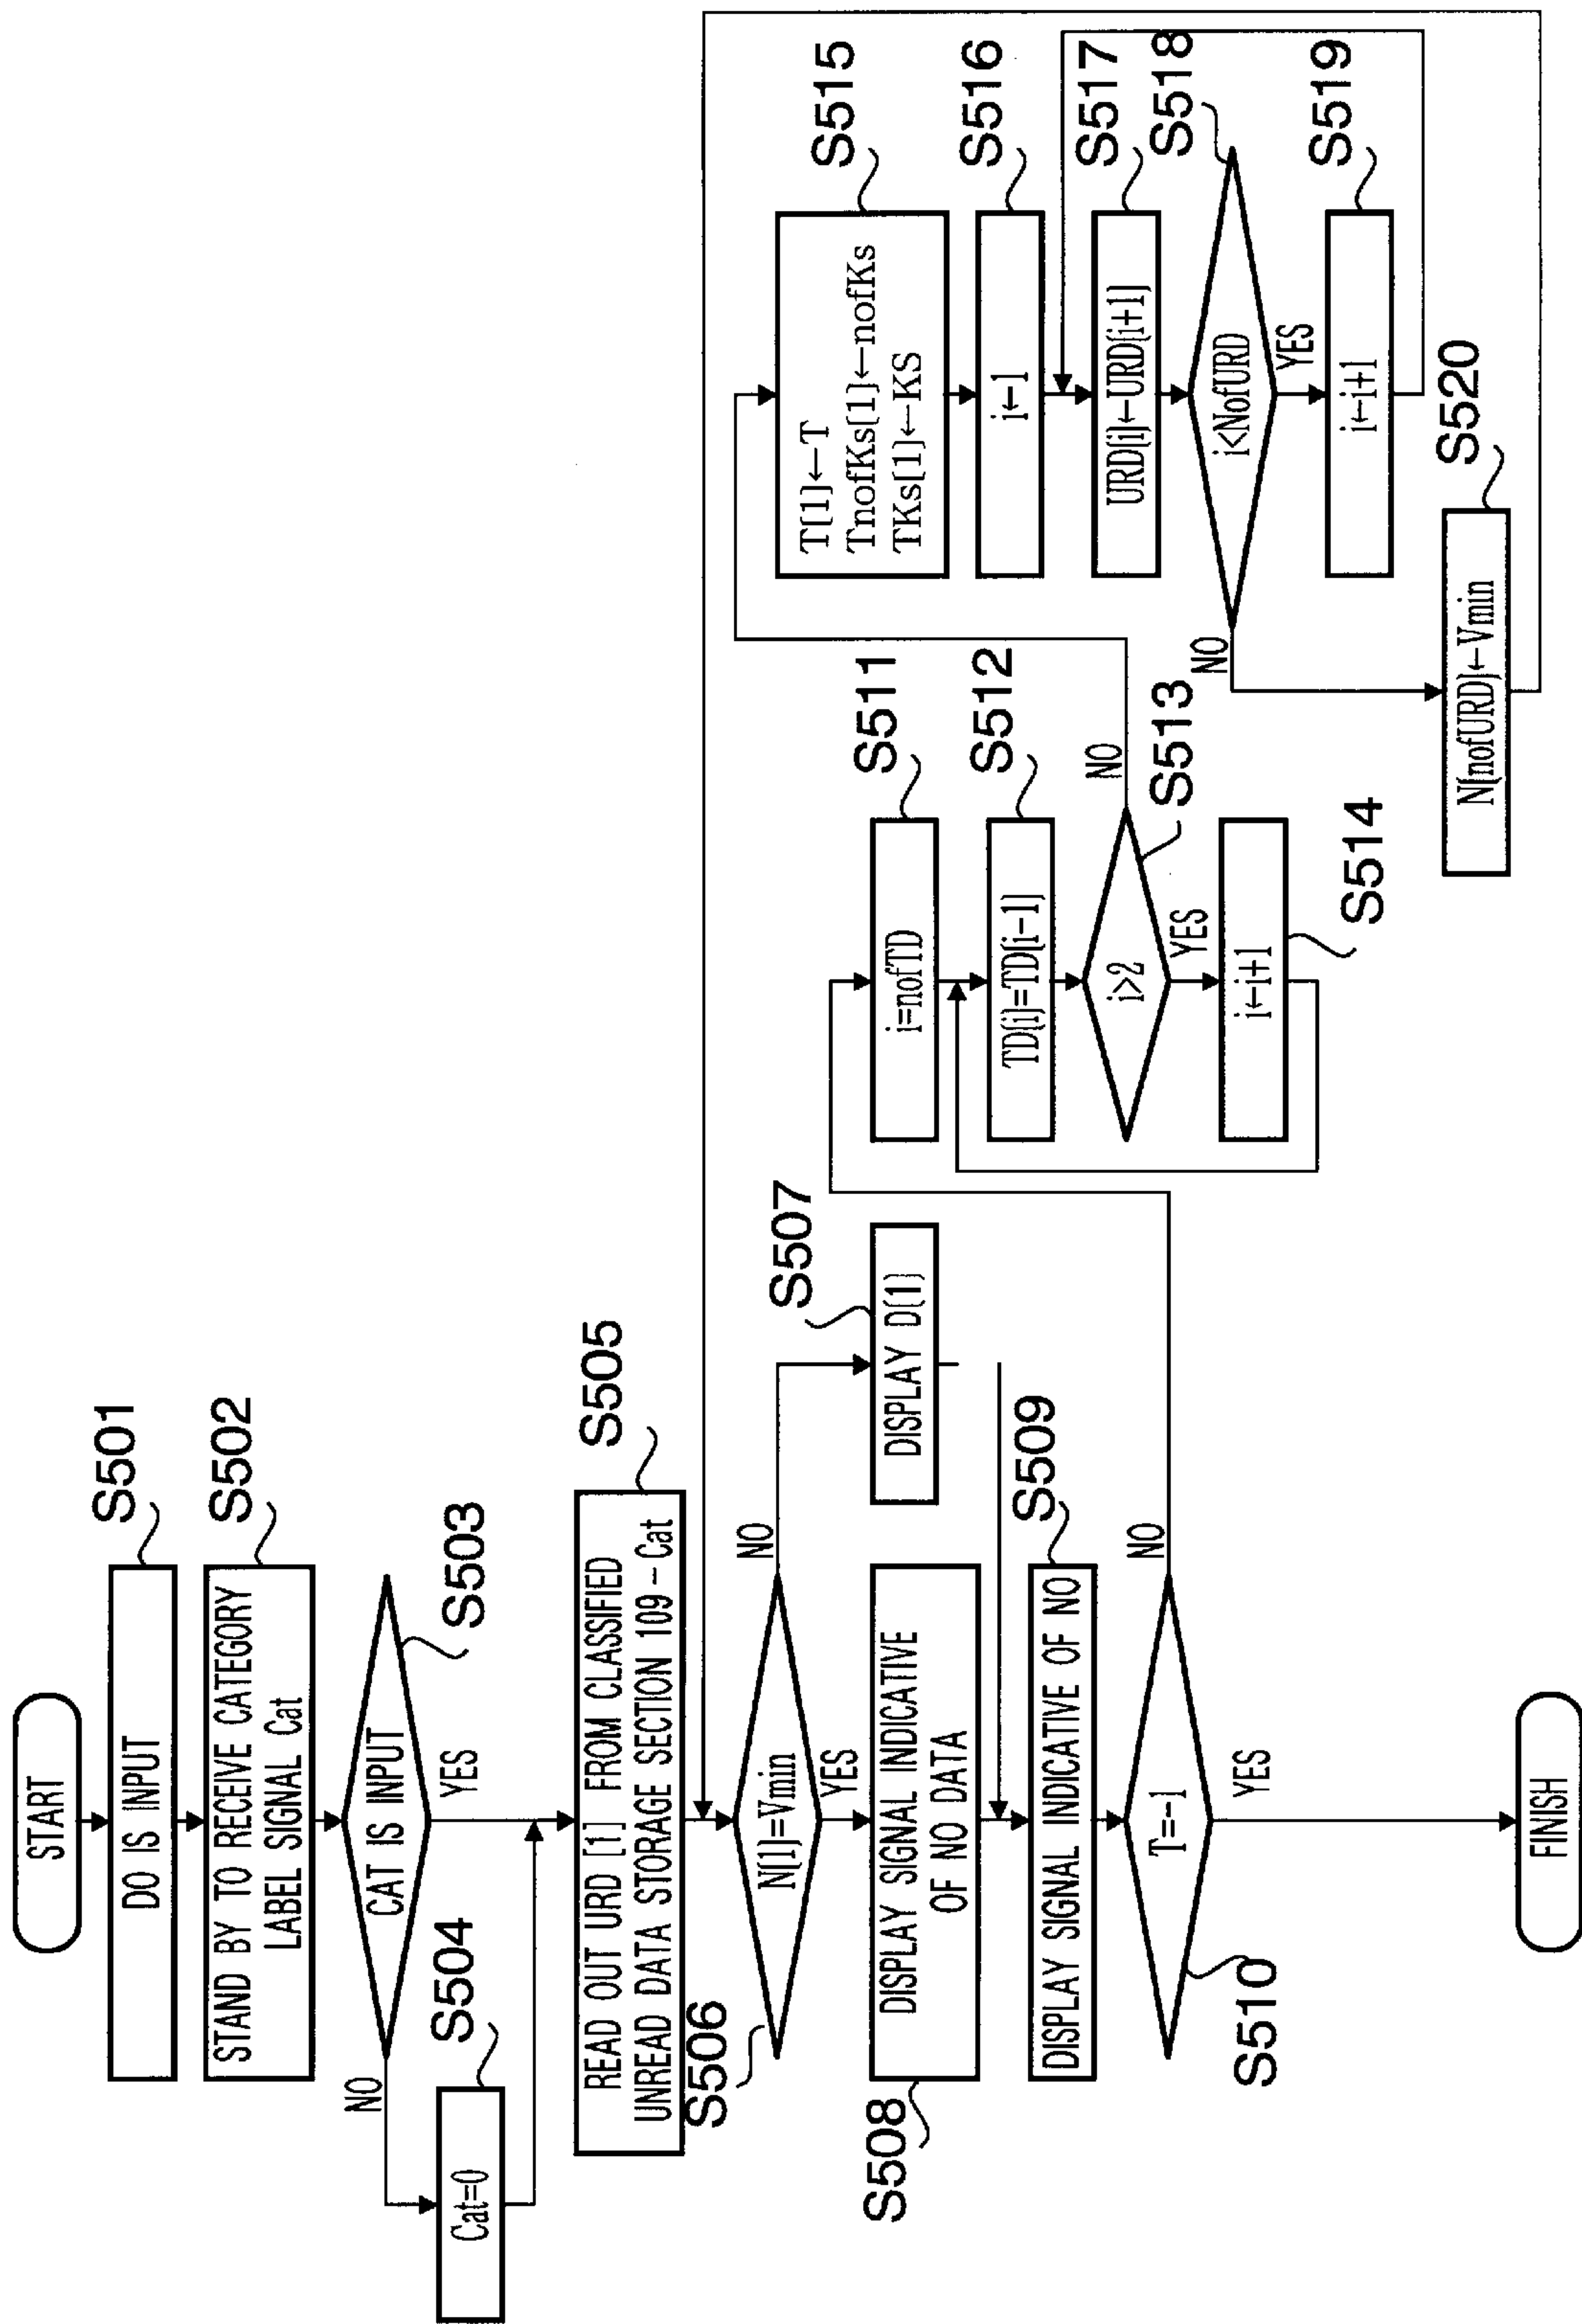 START
DO IS INPUT
S501
STAND BY TO RECEIVE CATEGORY
LABEL SIGNAL Cat
S502
CAT IS INPUT
S503
NO
YES
Cat=0
S504
READ OUT URD [1] FROM CLASSIFIED
UNREAD DATA STORAGE SECTION 109-Cat
S505
N(1)=Vmin
S506
NO
YES
DISPLAY D(1)
S507
DISPLAY SIGNAL INDICATIVE
OF NO DATA
S508
DISPLAY SIGNAL INDICATIVE OF NO
S509
T=-1
S510
NO
YES
FINISH
i=nofTD
S511
TD(i)=TD(i-1)
S512
i>2
S513
NO
YES
i←i+1
S514
T(1)←T
TnofKs(1)←nofKs
TKs(1)←KS
S515
i←1
S516
URD(i)←URD(i+1)
S517
i<NofURD
S518
NO
YES
i←i+1
S519
N(nofURD)←Vmin
S520